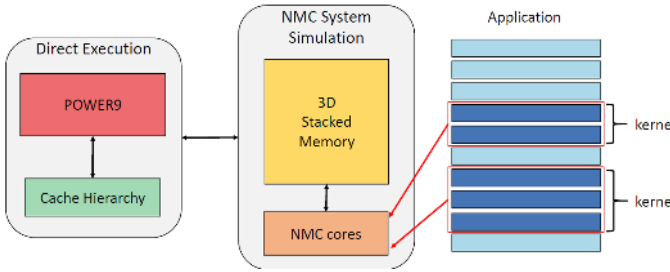 Direct Execution
POWER9
Cache Hierarchy
NMC System
Simulation
3D
Stacked
Memory
NMC cores
Application
kerne
kerne